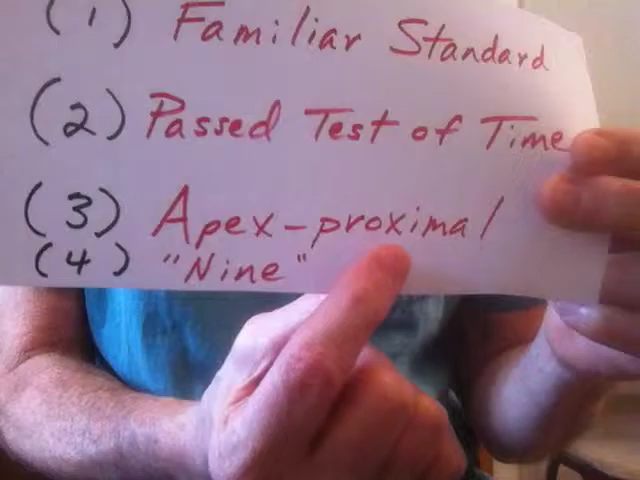 (1) Familiar Standard
(2) Passed Test of Time
(3) Apex-proximal
(4) "Nine"